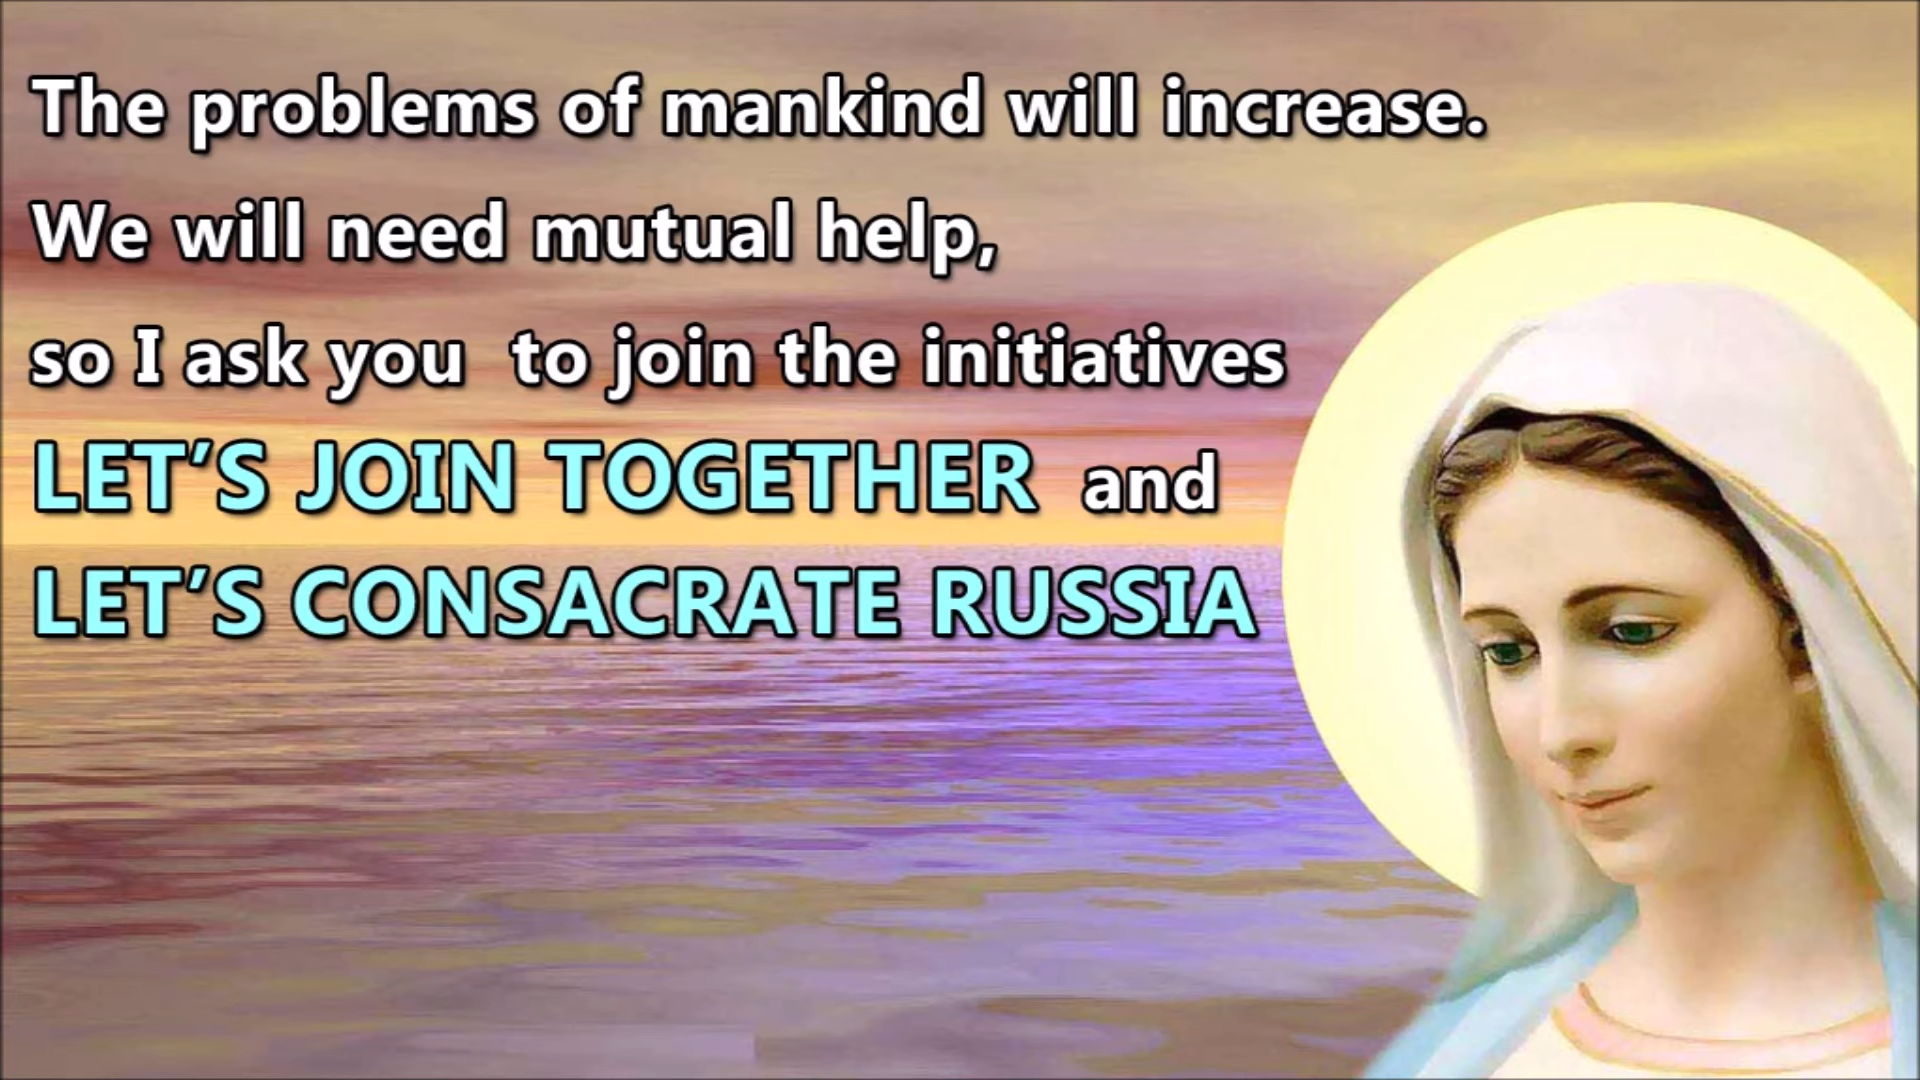 The problems of mankind will increase.
We will need mutual help,
so I ask you to join the initiatives
LET’S JOIN TOGETHER and
LET’S CONSACRATE RUSSIA